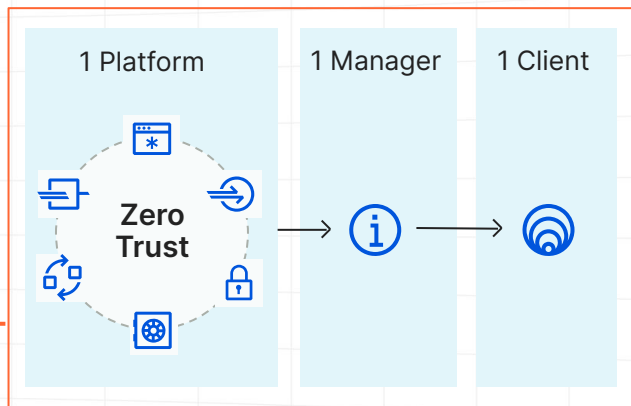 1 Platform
1 Manager
1 Client
Zero
Trust